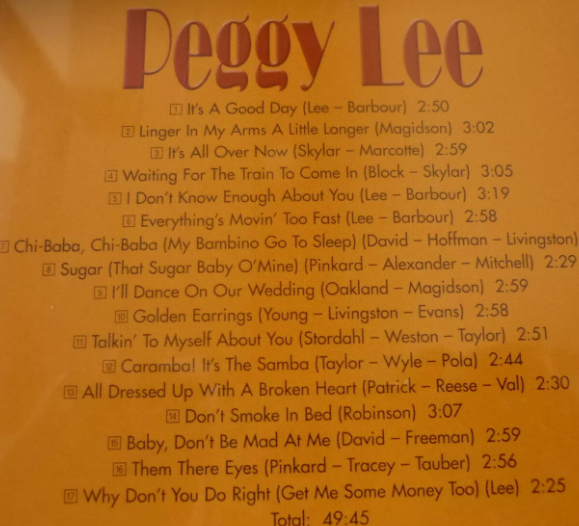 Peggy Lee
1 It's A Good Day (Lee – Barbour) 2:50
2 Linger In My Arms A Little Longer (Magidson) 3:02
3 It's All Over Now (Skylar – Marcotte) 2:59
4 Waiting For The Train To Come In (Block – Skylar) 3:05
5 I Don't Know Enough About You (Lee – Barbour) 3:19
6 Everything's Movin' Too Fast (Lee – Barbour) 2:58
7 Chi-Baba, Chi-Baba (My Bambino Go To Sleep) (David – Hoffman – Livingston)
8 Sugar (That Sugar Baby O'Mine) (Pinkard – Alexander – Mitchell) 2:29
9 I'll Dance On Our Wedding (Oakland – Magidson) 2:59
10 Golden Earrings (Young – Livingston – Evans) 2:58
11 Talkin' To Myself About You (Stordahl – Weston – Taylor) 2:51
12 Caramba! It's The Samba (Taylor – Wyle – Pola) 2:44
13 All Dressed Up With A Broken Heart (Patrick – Reese – Val) 2:30
14 Don't Smoke In Bed (Robinson) 3:07
15 Baby, Don't Be Mad At Me (David – Freeman) 2:59
16 Them There Eyes (Pinkard – Tracey – Tauber) 2:56
17 Why Don't You Do Right (Get Me Some Money Too) (Lee) 2:25
Total: 49:45